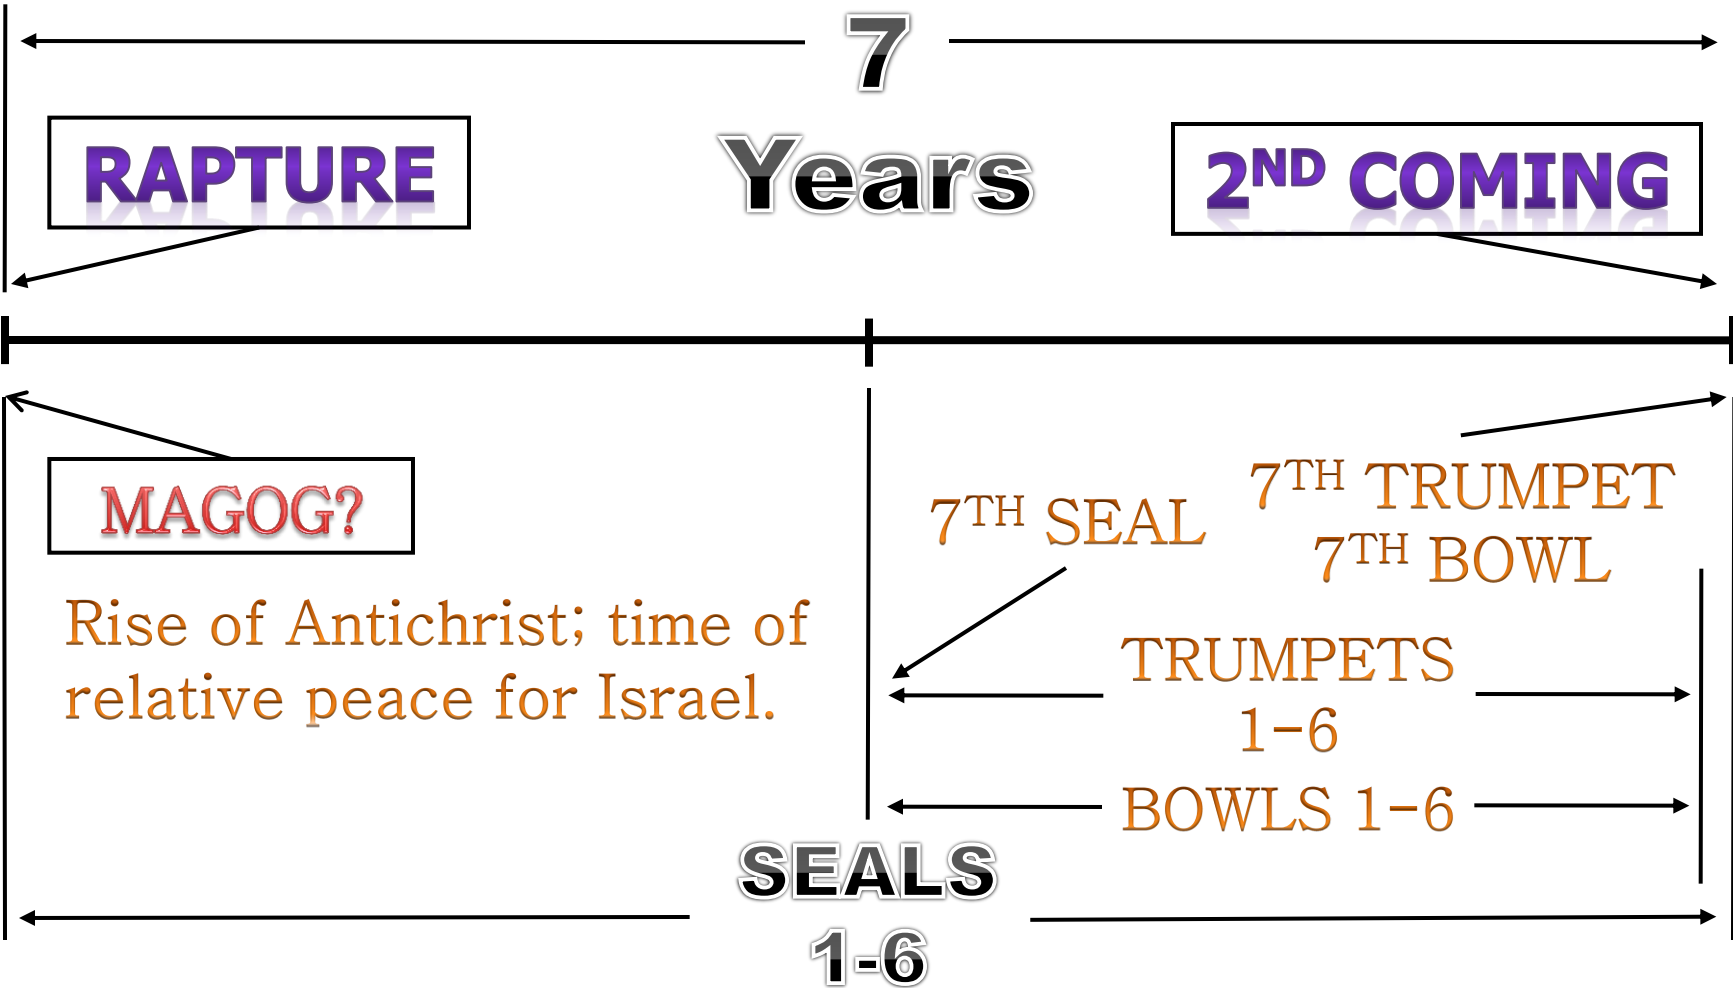 7
Years
RAPTURE
2ND COMING
MAGOG?
Rise of Antichrist; time of
relative peace for Israel.
7TH SEAL
7TH TRUMPET
7TH BOWL
TRUMPETS
1-6
BOWLS 1-6
SEALS
1-6